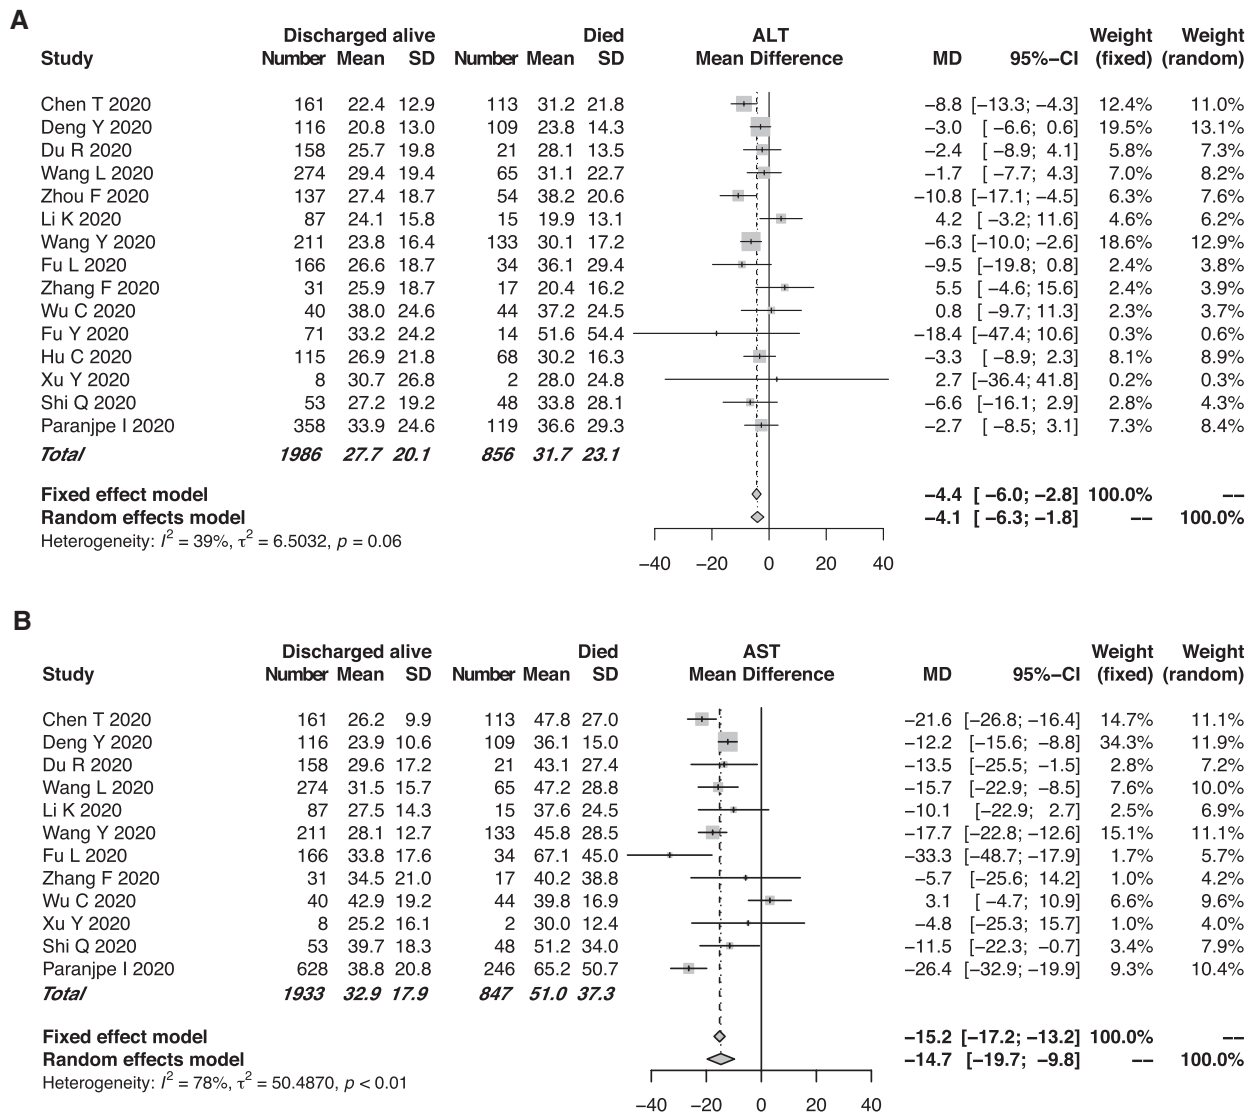 A
Discharged alive Died ALT Weight Weight
Study Number Mean SD Number Mean SD Mean Difference MD 95%−CI (fixed) (random)
Chen T 2020 161 22.4 12.9 113 31.2 21.8 −8.8 [−13.3; −4.3] 12.4% 11.0%
Deng Y 2020 116 20.8 13.0 109 23.8 14.3 −3.0 [ −6.6; 0.6] 19.5% 13.1%
Du R 2020 158 25.7 19.8 21 28.1 13.5 −2.4 [ −8.9; 4.1] 5.8% 7.3%
Wang L 2020 274 29.4 19.4 65 31.1 22.7 −1.7 [ −7.7; 4.3] 7.0% 8.2%
Zhou F 2020 137 27.4 18.7 54 38.2 20.6 −10.8 [−17.1; −4.5] 6.3% 7.6%
Li K 2020 87 24.1 15.8 15 19.9 13.1 4.2 [ −3.2; 11.6] 4.6% 6.2%
Wang Y 2020 211 23.8 16.4 133 30.1 17.2 −6.3 [−10.0; −2.6] 18.6% 12.9%
Fu L 2020 166 26.6 18.7 34 36.1 29.4 −9.5 [−19.8; 0.8] 2.4% 3.8%
Zhang F 2020 31 25.9 18.7 17 20.4 16.2 5.5 [ −4.6; 15.6] 2.4% 3.9%
Wu C 2020 40 38.0 24.6 44 37.2 24.5 0.8 [ −9.7; 11.3] 2.3% 3.7%
Fu Y 2020 71 33.2 24.2 14 51.6 54.4 −18.4 [−47.4; 10.6] 0.3% 0.6%
Hu C 2020 115 26.9 21.8 68 30.2 16.3 −3.3 [ −8.9; 2.3] 8.1% 8.9%
Xu Y 2020 8 30.7 26.8 2 28.0 24.8 2.7 [−36.4; 41.8] 0.2% 0.3%
Shi Q 2020 53 27.2 19.2 48 33.8 28.1 −6.6 [−16.1; 2.9] 2.8% 4.3%
Paranjpe I 2020 358 33.9 24.6 119 36.6 29.3 −2.7 [ −8.5; 3.1] 7.3% 8.4%
Total 1986 27.7 20.1 856 31.7 23.1
Fixed effect model −4.4 [ −6.0; −2.8] 100.0% −−
Random effects model −4.1 [ −6.3; −1.8] −− 100.0%
Heterogeneity: I² = 39%, τ² = 6.5032, p = 0.06
−40 −20 0 20 40
B
Discharged alive Died AST Weight Weight
Study Number Mean SD Number Mean SD Mean Difference MD 95%−CI (fixed) (random)
Chen T 2020 161 26.2 9.9 113 47.8 27.0 −21.6 [−26.8; −16.4] 14.7% 11.1%
Deng Y 2020 116 23.9 10.6 109 36.1 15.0 −12.2 [−15.6; −8.8] 34.3% 11.9%
Du R 2020 158 29.6 17.2 21 43.1 27.4 −13.5 [−25.5; −1.5] 2.8% 7.2%
Wang L 2020 274 31.5 15.7 65 47.2 28.8 −15.7 [−22.9; −8.5] 7.6% 10.0%
Li K 2020 87 27.5 14.3 15 37.6 24.5 −10.1 [−22.9; 2.7] 2.5% 6.9%
Wang Y 2020 211 28.1 12.7 133 45.8 28.5 −17.7 [−22.8; −12.6] 15.1% 11.1%
Fu L 2020 166 33.8 17.6 34 67.1 45.0 −33.3 [−48.7; −17.9] 1.7% 5.7%
Zhang F 2020 31 34.5 21.0 17 40.2 38.8 −5.7 [−25.6; 14.2] 1.0% 4.2%
Wu C 2020 40 42.9 19.2 44 39.8 16.9 3.1 [ −4.7; 10.9] 6.6% 9.6%
Xu Y 2020 8 25.2 16.1 2 30.0 12.4 −4.8 [−25.3; 15.7] 1.0% 4.0%
Shi Q 2020 53 39.7 18.3 48 51.2 34.0 −11.5 [−22.3; −0.7] 3.4% 7.9%
Paranjpe I 2020 628 38.8 20.8 246 65.2 50.7 −26.4 [−32.9; −19.9] 9.3% 10.4%
Total 1933 32.9 17.9 847 51.0 37.3
Fixed effect model −15.2 [−17.2; −13.2] 100.0% −−
Random effects model −14.7 [−19.7; −9.8] −− 100.0%
Heterogeneity: I² = 78%, τ² = 50.4870, p < 0.01
−40 −20 0 20 40